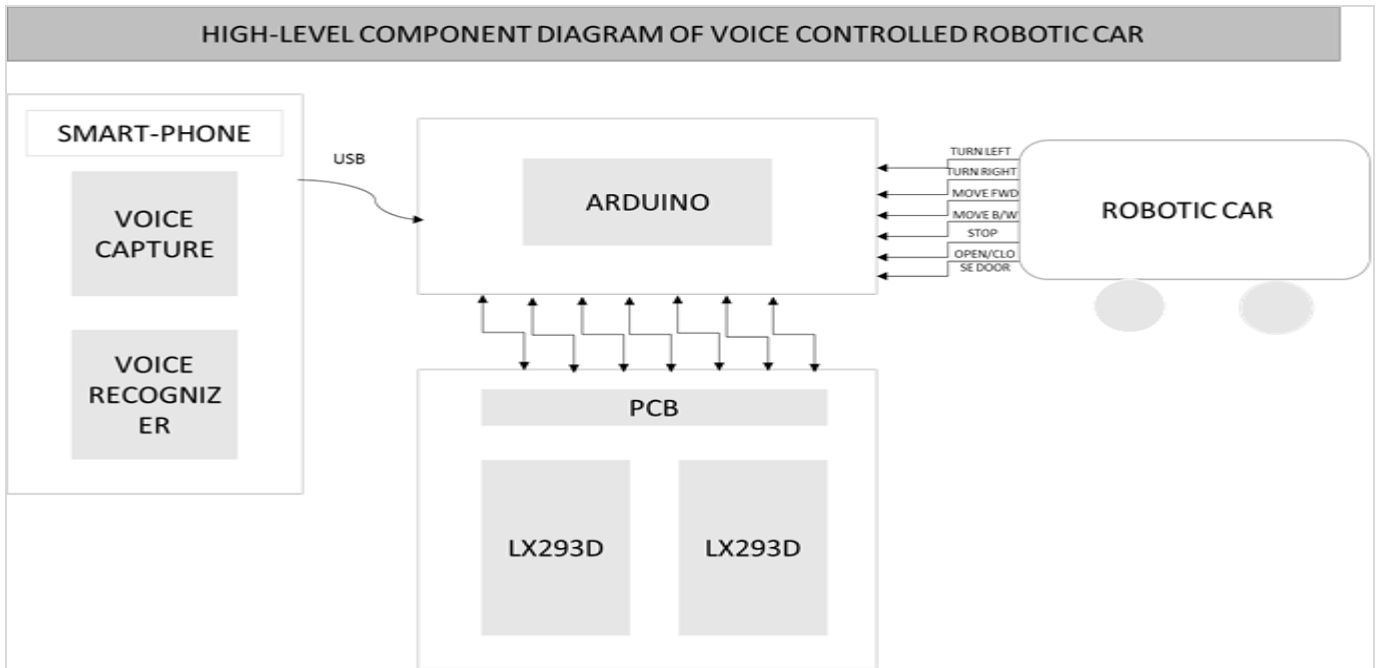 HIGH-LEVEL COMPONENT DIAGRAM OF VOICE CONTROLLED ROBOTIC CAR
SMART-PHONE
VOICE
CAPTURE
VOICE
RECOGNIZ
ER
USB
ARDUINO
TURN LEFT
TURN RIGHT
MOVE FWD
MOVE B/W
STOP
OPEN/CLO
SE DOOR
ROBOTIC CAR
PCB
LX293D
LX293D